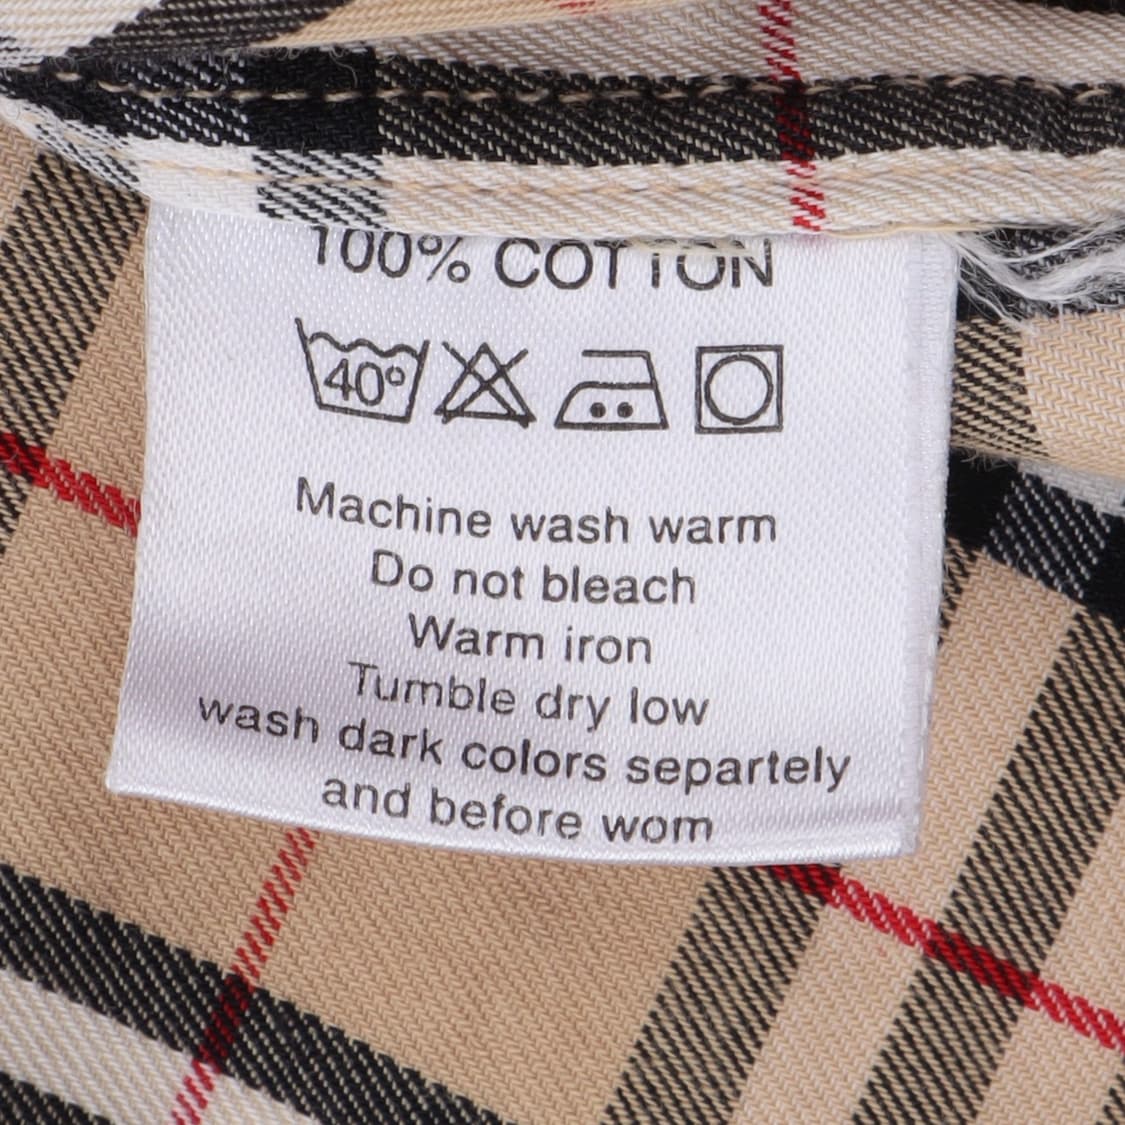 100% COTTON
40°
Machine wash warm
Do not bleach
Warm iron
Tumble dry low
wash dark colors separtely
and before wom